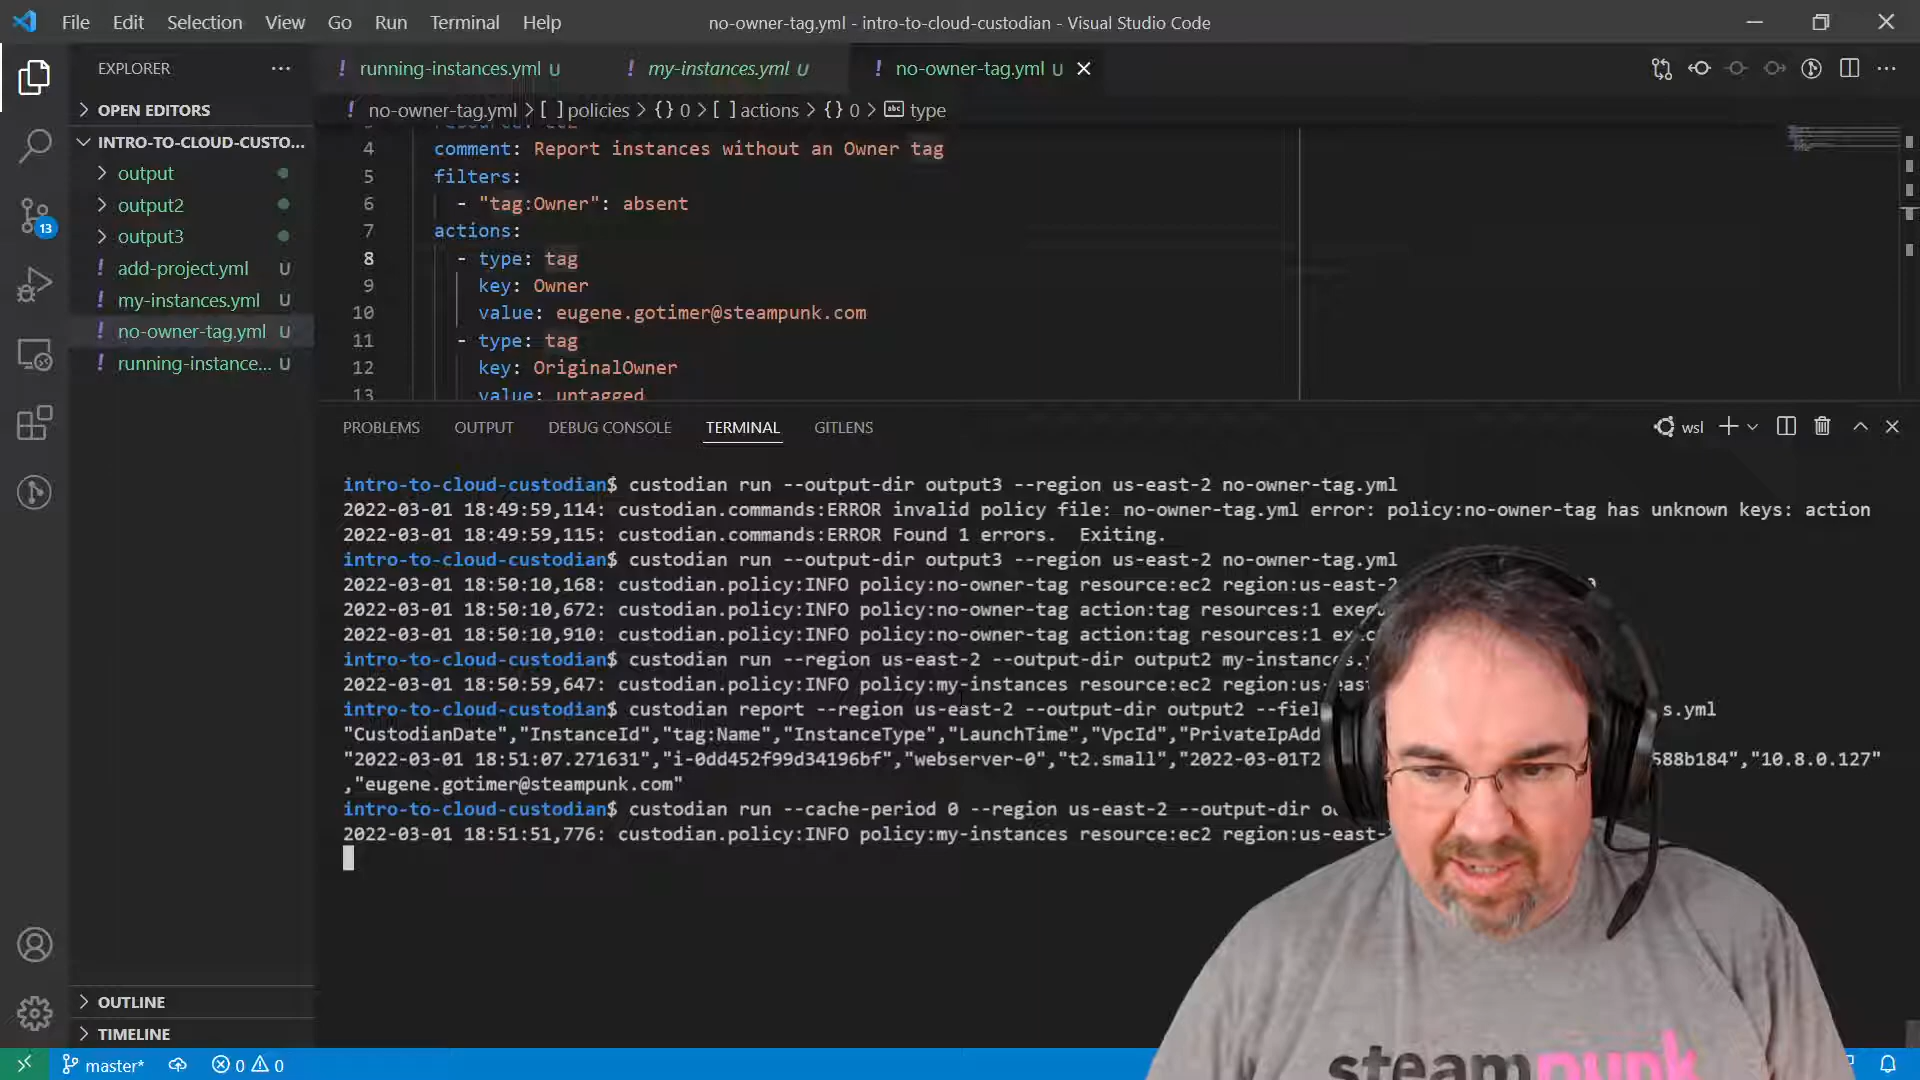 File Edit Selection View Go Run Terminal Help
no-owner-tag.yml - intro-to-cloud-custodian - Visual Studio Code
EXPLORER
OPEN EDITORS
INTRO-TO-CLOUD-CUSTO...
output
output2
output3
add-project.yml U
my-instances.yml U
no-owner-tag.yml U
running-instance... U
OUTLINE
TIMELINE
13
running-instances.yml U
my-instances.yml U
no-owner-tag.yml U
no-owner-tag.yml > [ ] policies > {} 0 > [ ] actions > {} 0 > abc type
4 comment: Report instances without an Owner tag
5 filters:
6 - "tag:Owner": absent
7 actions:
8 - type: tag
9 key: Owner
10 value: eugene.gotimer@steampunk.com
11 - type: tag
12 key: OriginalOwner
13 value: untagged
PROBLEMS OUTPUT DEBUG CONSOLE TERMINAL GITLENS
wsl
intro-to-cloud-custodian$ custodian run --output-dir output3 --region us-east-2 no-owner-tag.yml
2022-03-01 18:49:59,114: custodian.commands:ERROR invalid policy file: no-owner-tag.yml error: policy:no-owner-tag has unknown keys: action
2022-03-01 18:49:59,115: custodian.commands:ERROR Found 1 errors.  Exiting.
intro-to-cloud-custodian$ custodian run --output-dir output3 --region us-east-2 no-owner-tag.yml
2022-03-01 18:50:10,168: custodian.policy:INFO policy:no-owner-tag resource:ec2 region:us-east-2
2022-03-01 18:50:10,672: custodian.policy:INFO policy:no-owner-tag action:tag resources:1
2022-03-01 18:50:10,910: custodian.policy:INFO policy:no-owner-tag action:tag resources:1
intro-to-cloud-custodian$ custodian run --region us-east-2 --output-dir output2
2022-03-01 18:50:59,647: custodian.policy:INFO policy:my-instances resource:ec2
intro-to-cloud-custodian$ custodian report --region us-east-2 --output-dir output2 s.yml
"CustodianDate","InstanceId","tag:Name","InstanceType","LaunchTime","VpcId","PrivateIpAdd
"2022-03-01 18:51:07.271631","i-0dd452f99d34196bf","webserver-0","t2.small","2022-03-01T2 588b184","10.8.0.127"
,"eugene.gotimer@steampunk.com"
intro-to-cloud-custodian$ custodian run --cache-period 0 --region us-east-2 --output-dir
2022-03-01 18:51:51,776: custodian.policy:INFO policy:my-instances resource:ec2 region:us-east-
steampunk
master* 0 0